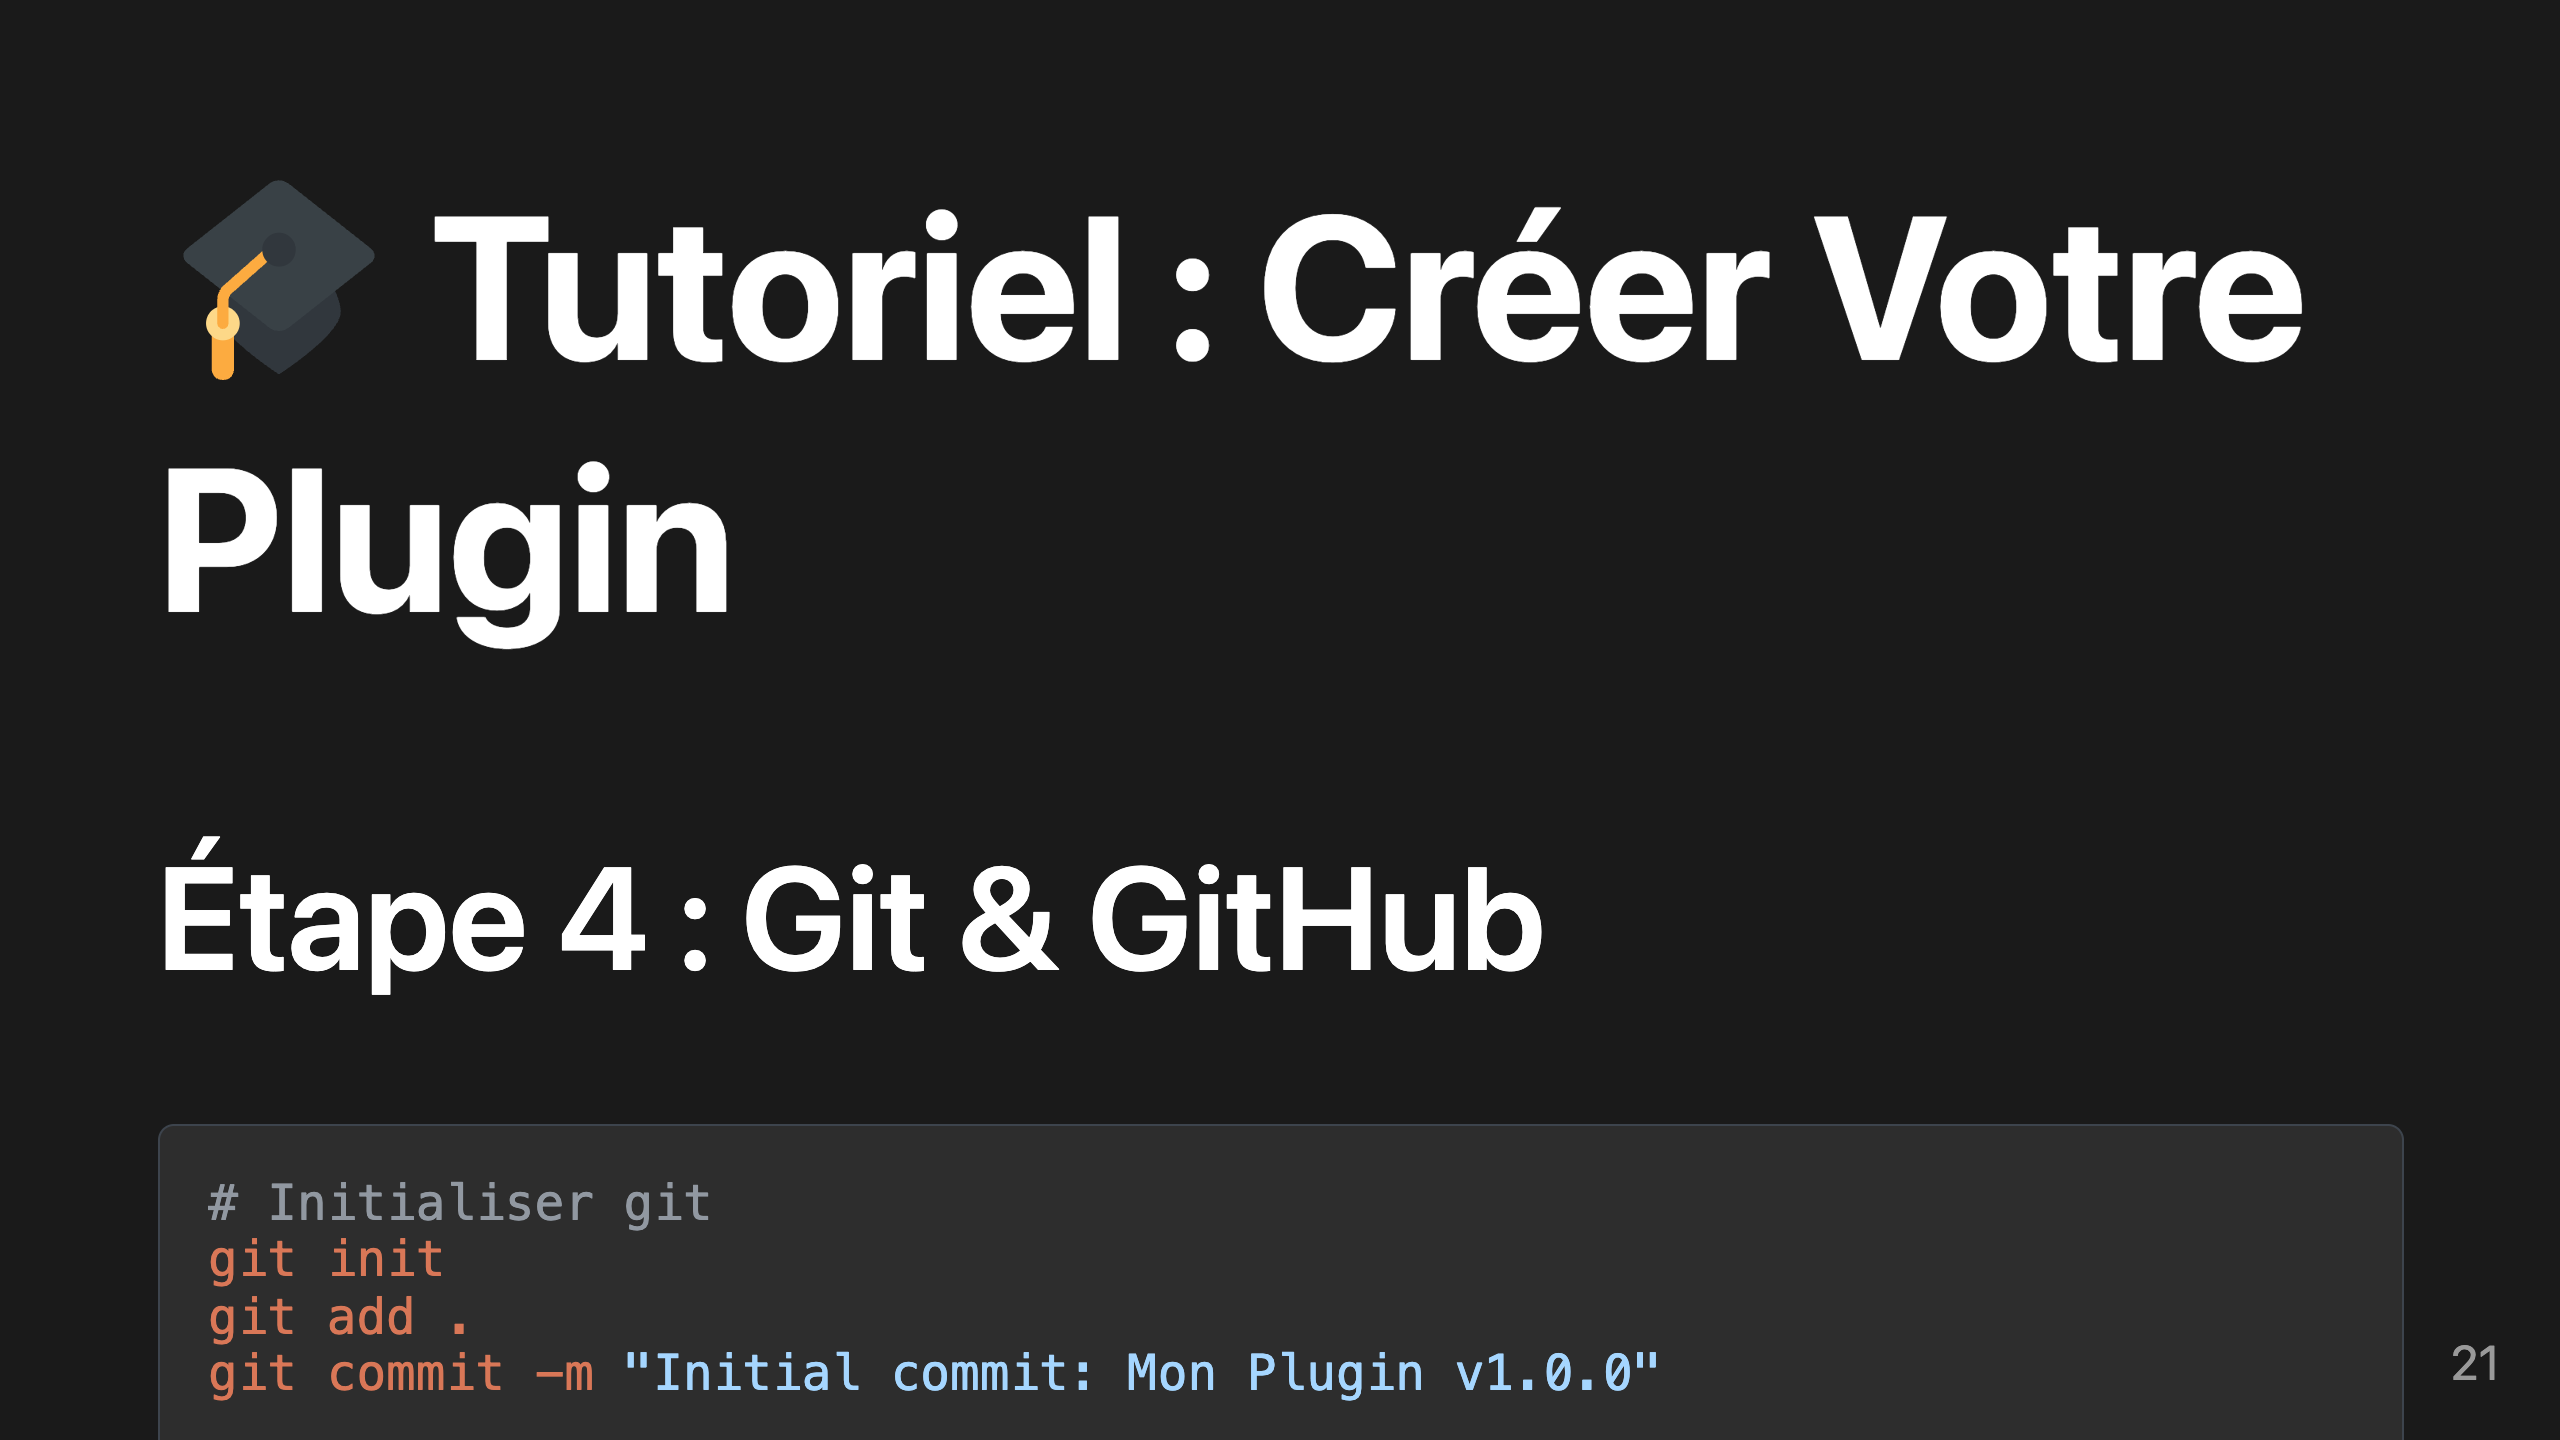 Tutoriel : Créer Votre
Plugin
Étape 4 : Git & GitHub
# Initialiser git
git init
git add .
git commit -m "Initial commit: Mon Plugin v1.0.0"
21